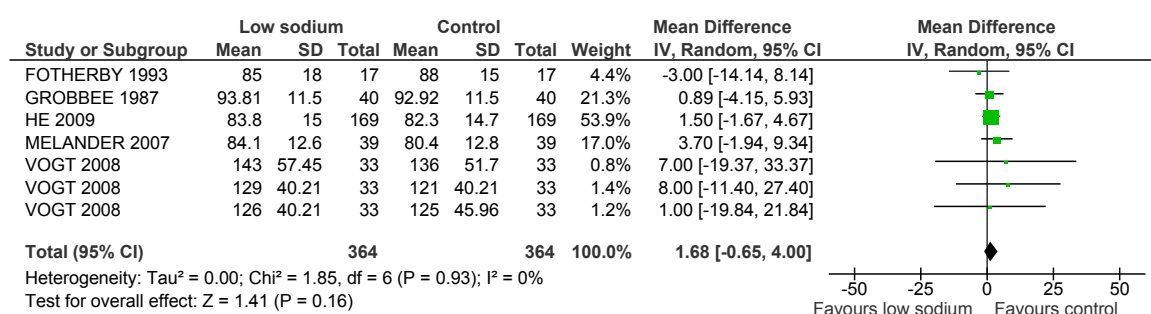 Low sodium Control Mean Difference Mean Difference
Study or Subgroup Mean SD Total Mean SD Total Weight IV, Random, 95% CI IV, Random, 95% CI
FOTHERBY 1993 85 18 17 88 15 17 4.4% -3.00 [-14.14, 8.14]
GROBBEE 1987 93.81 11.5 40 92.92 11.5 40 21.3% 0.89 [-4.15, 5.93]
HE 2009 83.8 15 169 82.3 14.7 169 53.9% 1.50 [-1.67, 4.67]
MELANDER 2007 84.1 12.6 39 80.4 12.8 39 17.0% 3.70 [-1.94, 9.34]
VOGT 2008 143 57.45 33 136 51.7 33 0.8% 7.00 [-19.37, 33.37]
VOGT 2008 129 40.21 33 121 40.21 33 1.4% 8.00 [-11.40, 27.40]
VOGT 2008 126 40.21 33 125 45.96 33 1.2% 1.00 [-19.84, 21.84]
Total (95% CI) 364 364 100.0% 1.68 [-0.65, 4.00]
Heterogeneity: Tau² = 0.00; Chi² = 1.85, df = 6 (P = 0.93); I² = 0%
Test for overall effect: Z = 1.41 (P = 0.16)
-50 -25 0 25 50
Favours low sodium Favours control